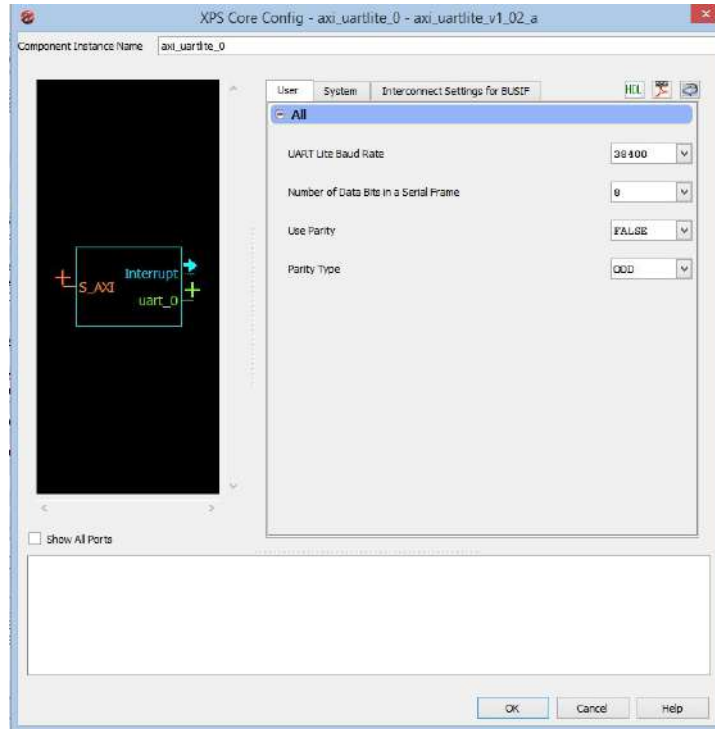 XPS Core Config - axi_uartlite_0 - axi_uartlite_v1_02_a
Component Instance Name axi_uartlite_0
User System Interconnect Settings for BUSIF HDL
All
UART Lite Baud Rate 38400
Number of Data Bits in a Serial Frame 8
Use Parity FALSE
Parity Type ODD
Interrupt
S_AXI
uart_0
Show All Ports
OK Cancel Help